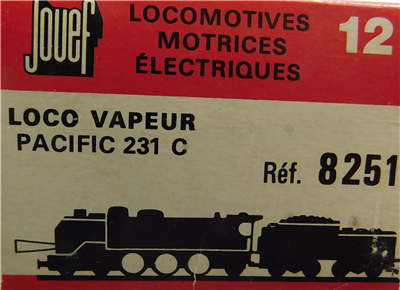 Jouef
LOCOMOTIVES
MOTRICES
ÉLECTRIQUES
12
LOCO VAPEUR
PACIFIC 231 C
Réf. 8251